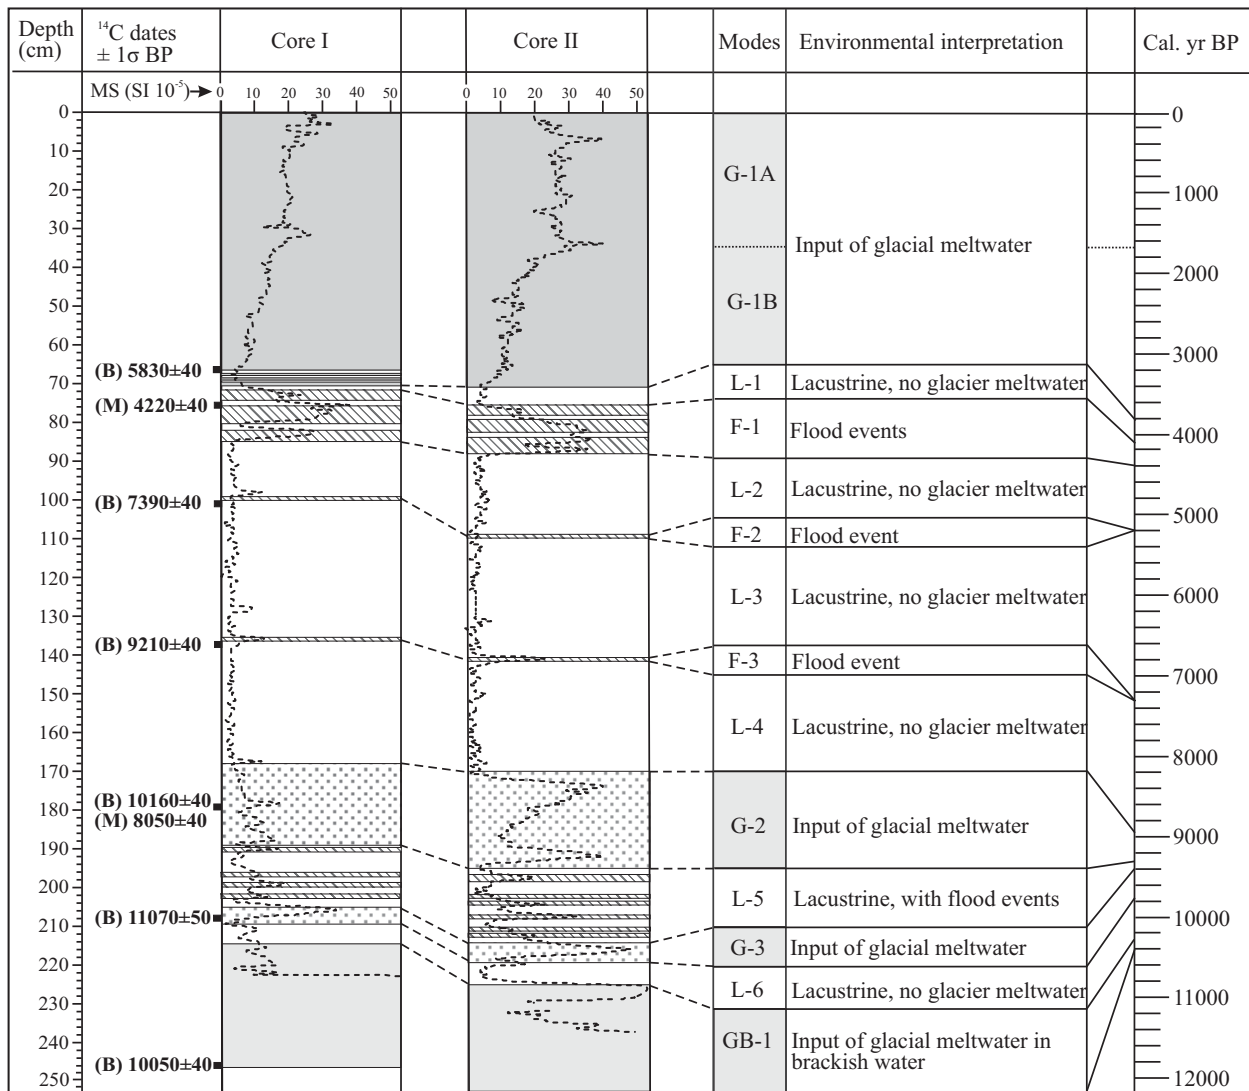 Depth (cm)
¹⁴C dates ± 1σ BP
Core I
Core II
Modes
Environmental interpretation
Cal. yr BP
MS (SI 10⁻⁵)
0 10 20 30 40 50
0 10 20 30 40 50
0
10
20
30
40
50
60
70
80
90
100
110
120
130
140
150
160
170
180
190
200
210
220
230
240
250
(B) 5830±40
(M) 4220±40
(B) 7390±40
(B) 9210±40
(B) 10160±40
(M) 8050±40
(B) 11070±50
(B) 10050±40
G-1A
Input of glacial meltwater
G-1B
L-1 Lacustrine, no glacier meltwater
F-1 Flood events
L-2 Lacustrine, no glacier meltwater
F-2 Flood event
L-3 Lacustrine, no glacier meltwater
F-3 Flood event
L-4 Lacustrine, no glacier meltwater
G-2 Input of glacial meltwater
L-5 Lacustrine, with flood events
G-3 Input of glacial meltwater
L-6 Lacustrine, no glacier meltwater
GB-1 Input of glacial meltwater in
brackish water
0
1000
2000
3000
4000
5000
6000
7000
8000
9000
10000
11000
12000